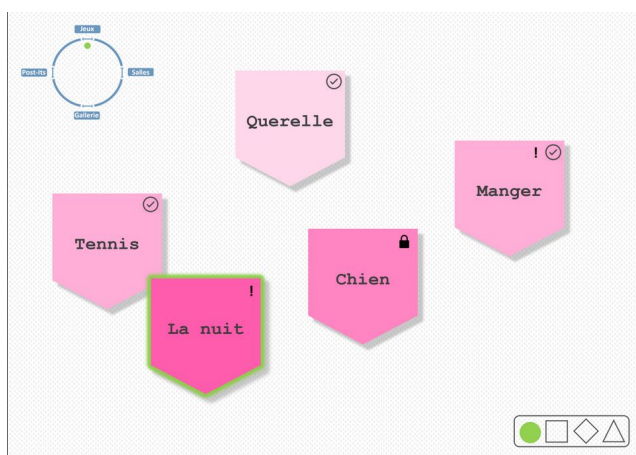 Jeux
Post-its
Salles
Gallerie
Querelle
! 
Manger
Tennis
Chien
!
La nuit